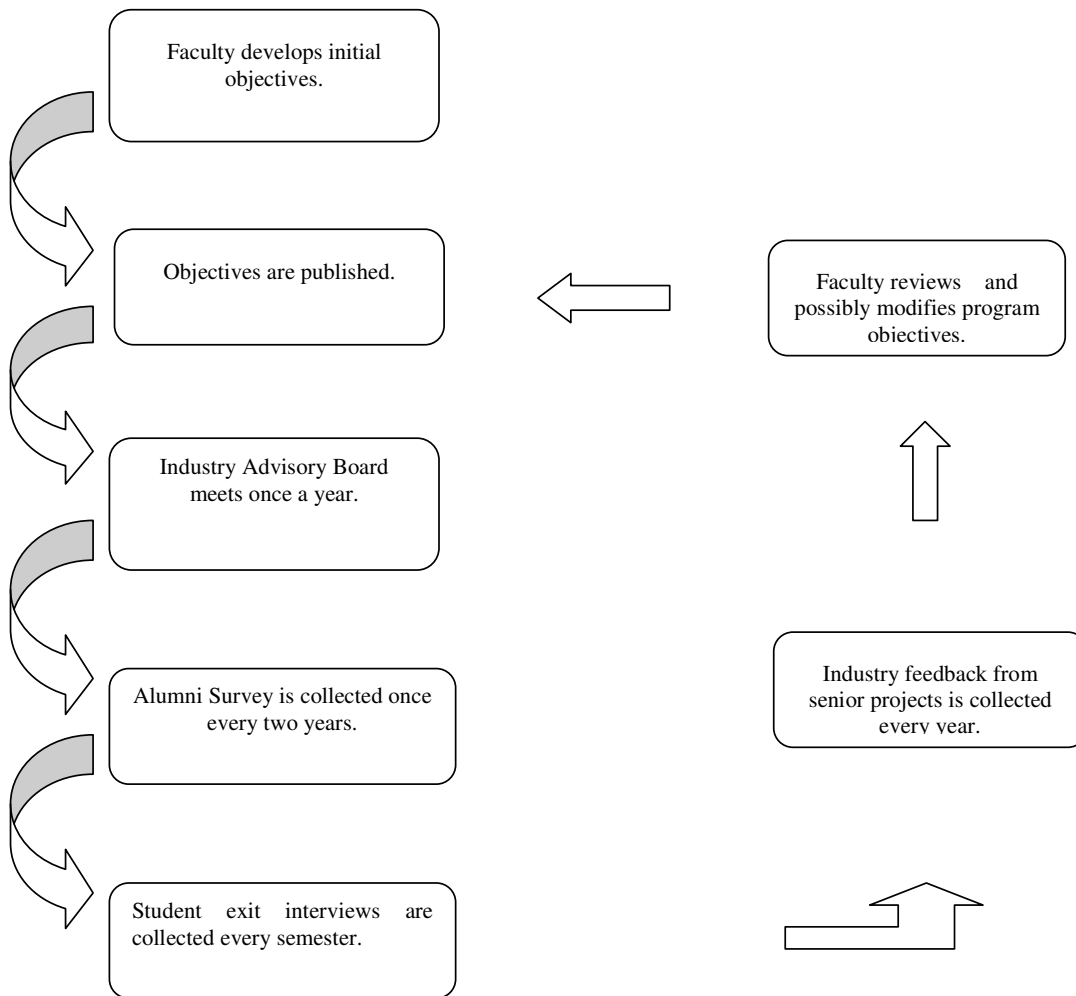 Faculty develops initial
objectives.
Objectives are published.
Industry Advisory Board
meets once a year.
Alumni Survey is collected once
every two years.
Student exit interviews are
collected every semester.
Industry feedback from
senior projects is collected
every year.
Faculty reviews and
possibly modifies program
objectives.